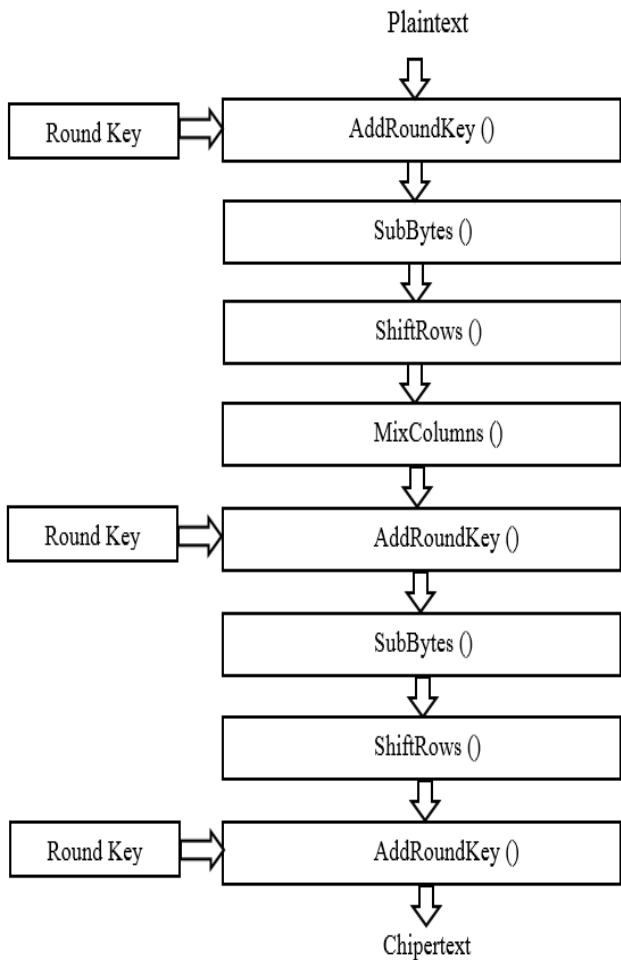 Plaintext
Round Key
AddRoundKey ()
SubBytes ()
ShiftRows ()
MixColumns ()
Round Key
AddRoundKey ()
SubBytes ()
ShiftRows ()
Round Key
AddRoundKey ()
Chipertext